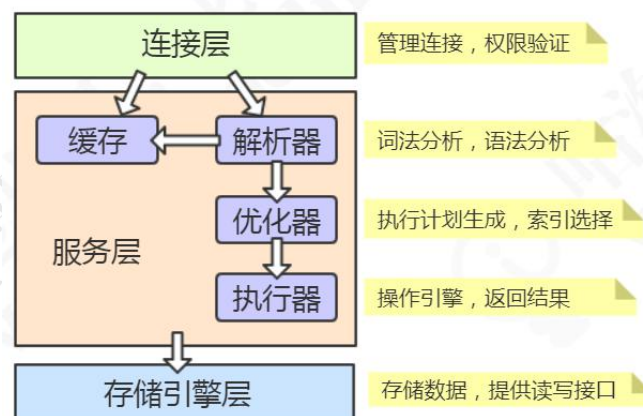 连接层
管理连接，权限验证
缓存
解析器
词法分析，语法分析
优化器
执行计划生成，索引选择
服务层
执行器
操作引擎，返回结果
存储引擎层
存储数据，提供读写接口